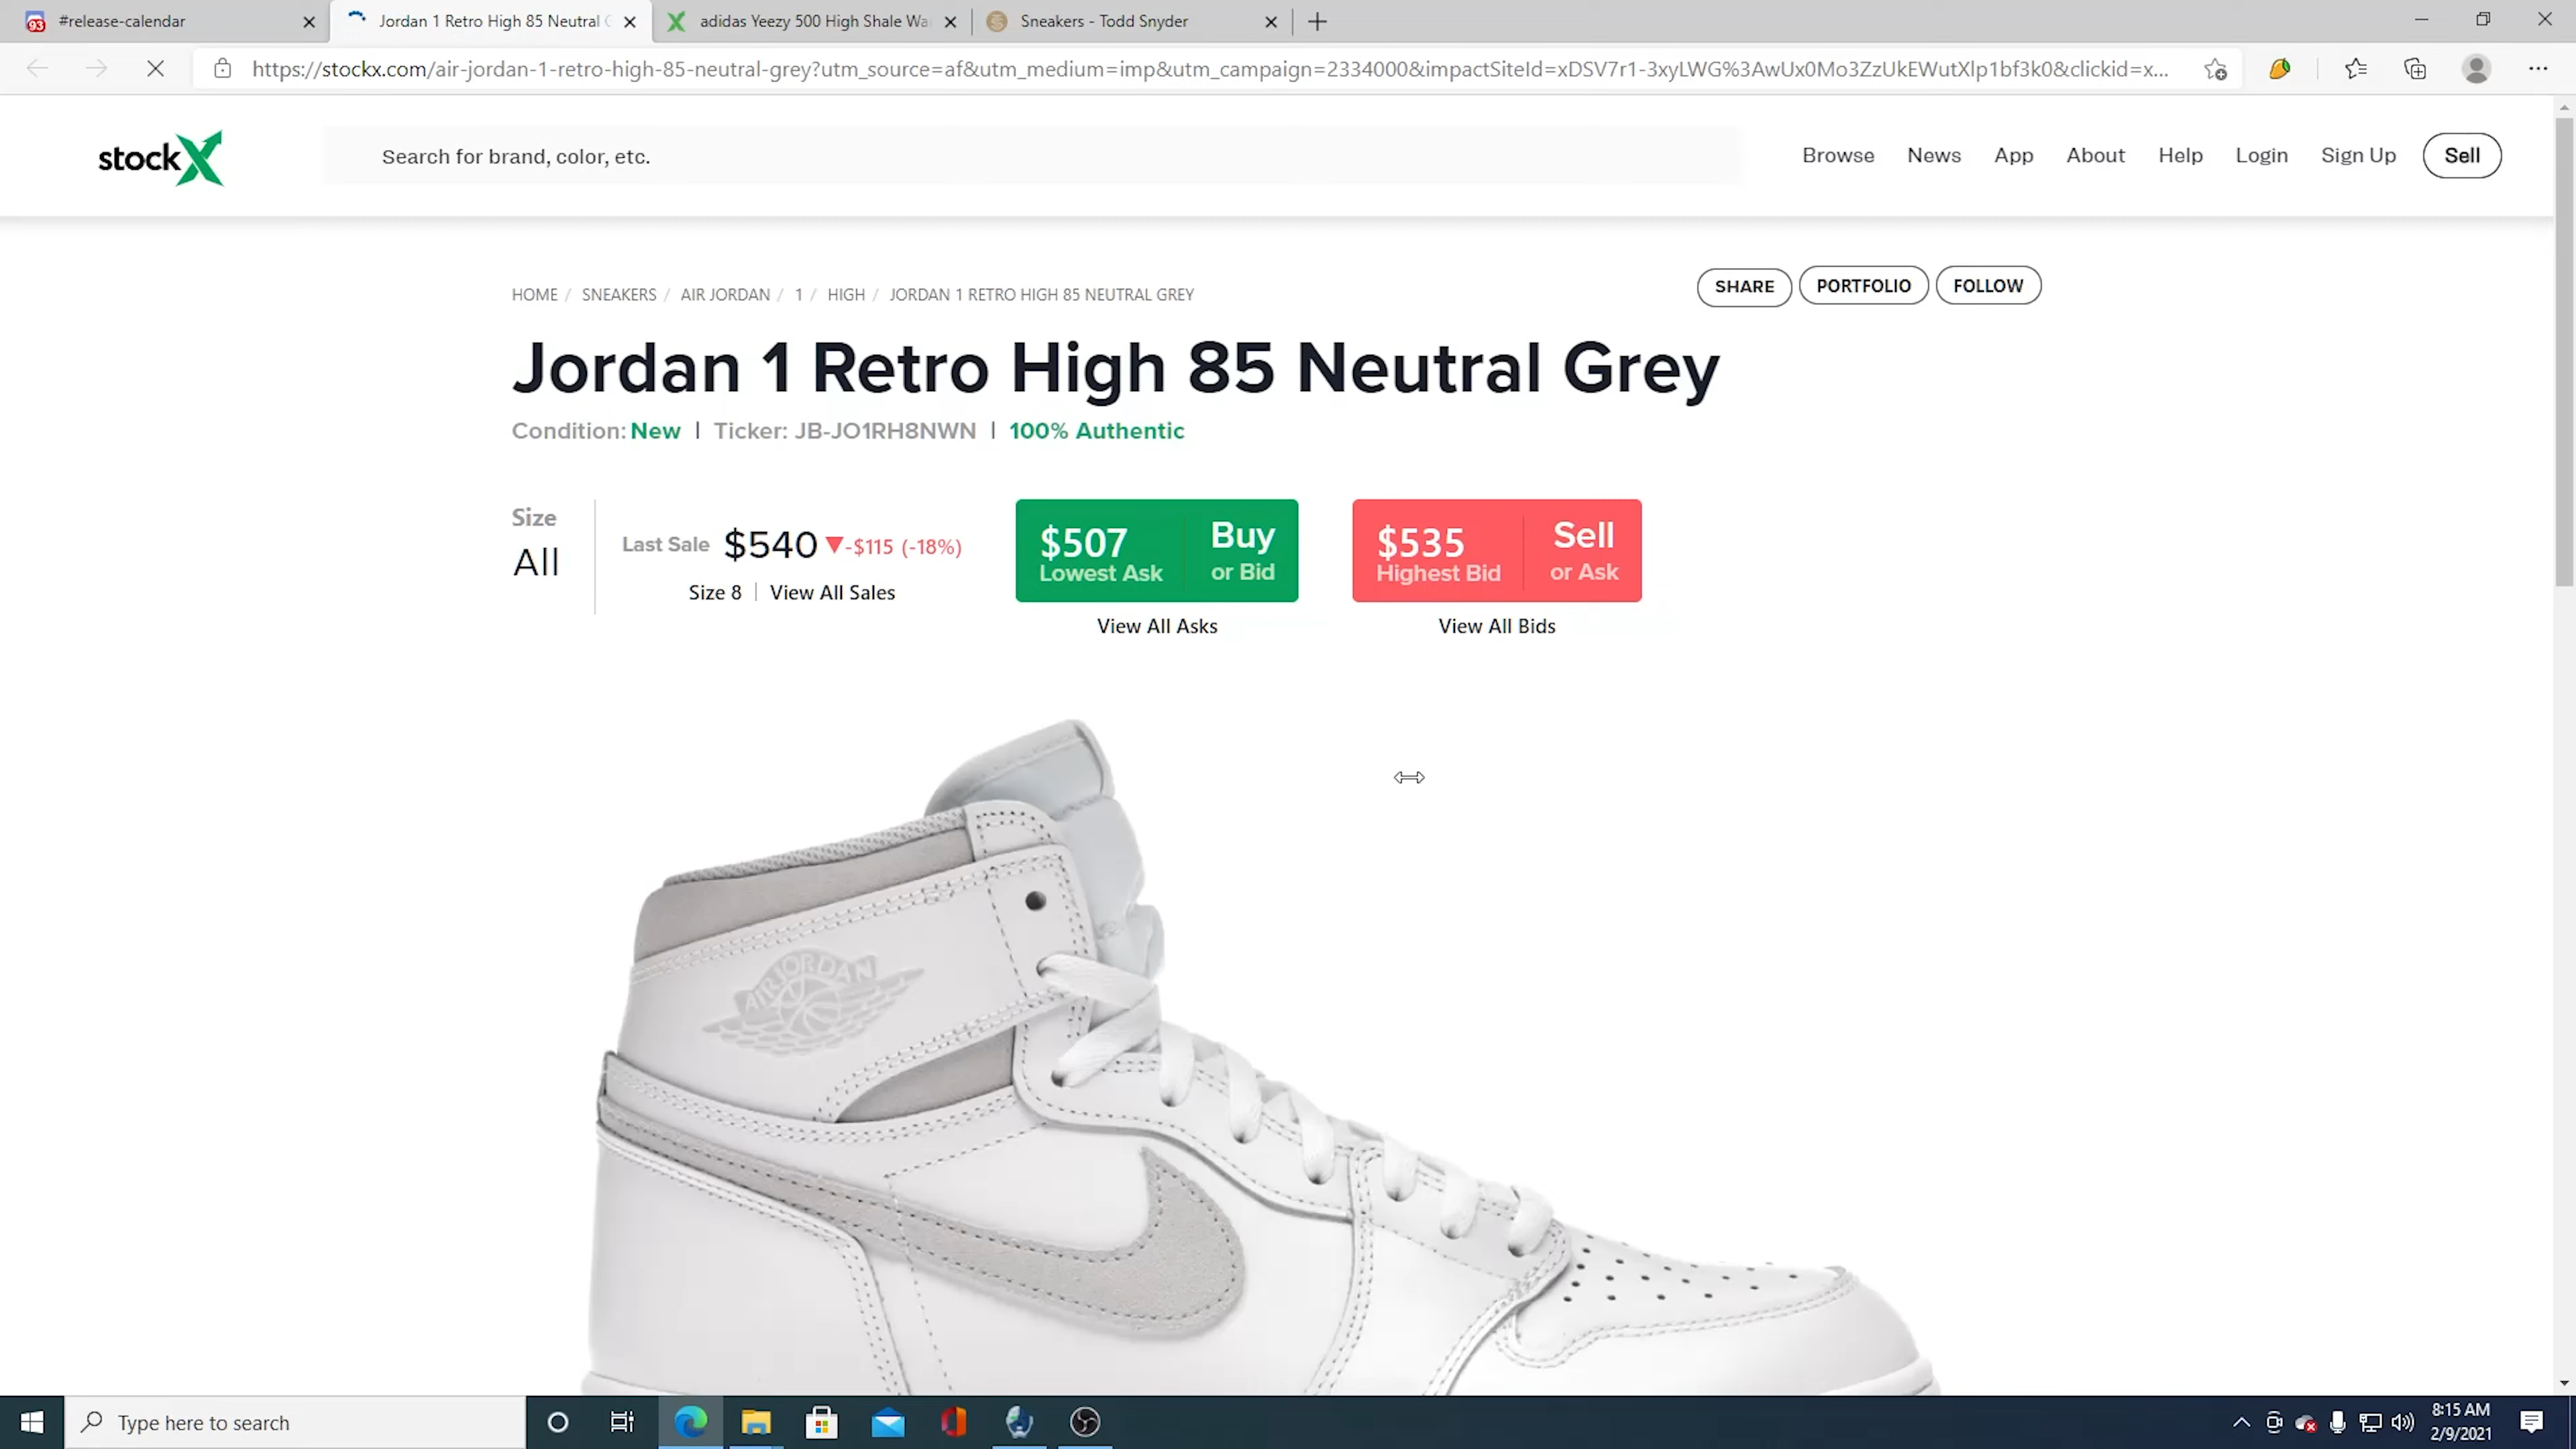 93 #release-calendar
Jordan 1 Retro High 85 Neutral G
adidas Yeezy 500 High Shale Wa
Sneakers - Todd Snyder
https://stockx.com/air-jordan-1-retro-high-85-neutral-grey?utm_source=af&utm_medium=imp&utm_campaign=2334000&impactSiteId=xDSV7r1-3xyLWG%3AwUx0Mo3ZzUkEWutXlp1bf3k0&clickid=x...
stockX
Search for brand, color, etc.
Browse News App About Help Login Sign Up Sell
HOME / SNEAKERS / AIR JORDAN / 1 / HIGH / JORDAN 1 RETRO HIGH 85 NEUTRAL GREY
SHARE PORTFOLIO FOLLOW
Jordan 1 Retro High 85 Neutral Grey
Condition: New | Ticker: JB-JO1RH8NWN | 100% Authentic
Size
All
Last Sale $540 ▼-$115 (-18%)
Size 8 | View All Sales
$507 Buy
Lowest Ask or Bid
View All Asks
$535 Sell
Highest Bid or Ask
View All Bids
AIR JORDAN
Type here to search
8:15 AM
2/9/2021